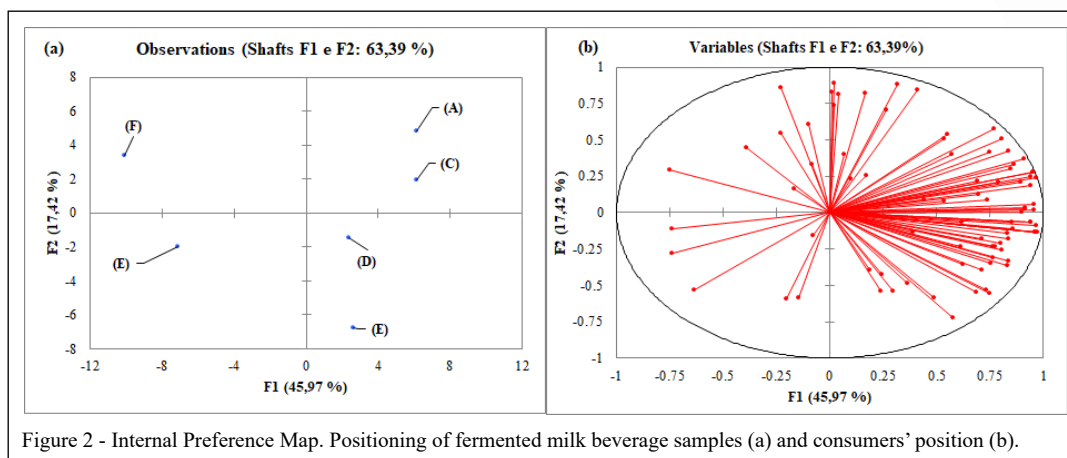 (a)
Observations (Shafts F1 e F2: 63,39 %)
8
6
4
2
0
-2
-4
-6
-8
F2 (17,42 %)
(F)
(A)
(C)
(E)
(D)
(E)
-12
-8
-4
0
4
8
12
F1 (45,97 %)
(b)
Variables (Shafts F1 e F2: 63,39%)
1
0.75
0.5
0.25
0
-0.25
-0.5
-0.75
-1
F2 (17,42 %)
-1
-0.75
-0.5
-0.25
0
0.25
0.5
0.75
1
F1 (45,97 %)
Figure 2 - Internal Preference Map. Positioning of fermented milk beverage samples (a) and consumers’ position (b).